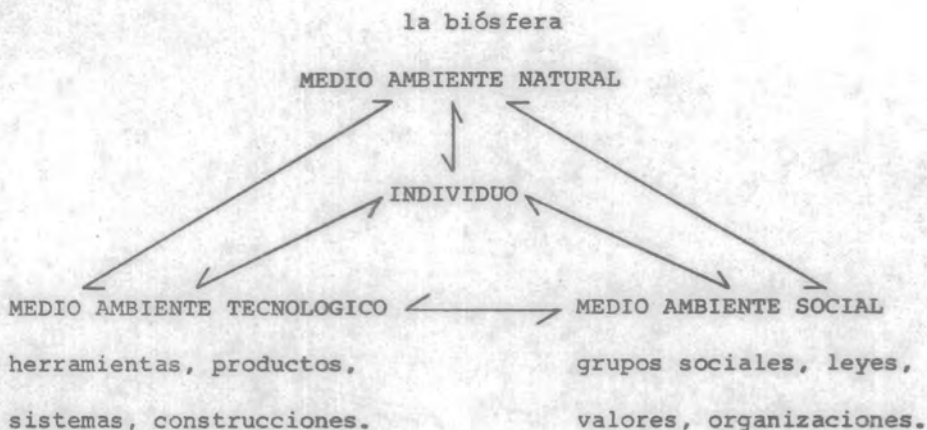 la biósfera
MEDIO AMBIENTE NATURAL
INDIVIDUO
MEDIO AMBIENTE TECNOLOGICO
MEDIO AMBIENTE SOCIAL
herramientas, productos,
grupos sociales, leyes,
sistemas, construcciones.
valores, organizaciones.